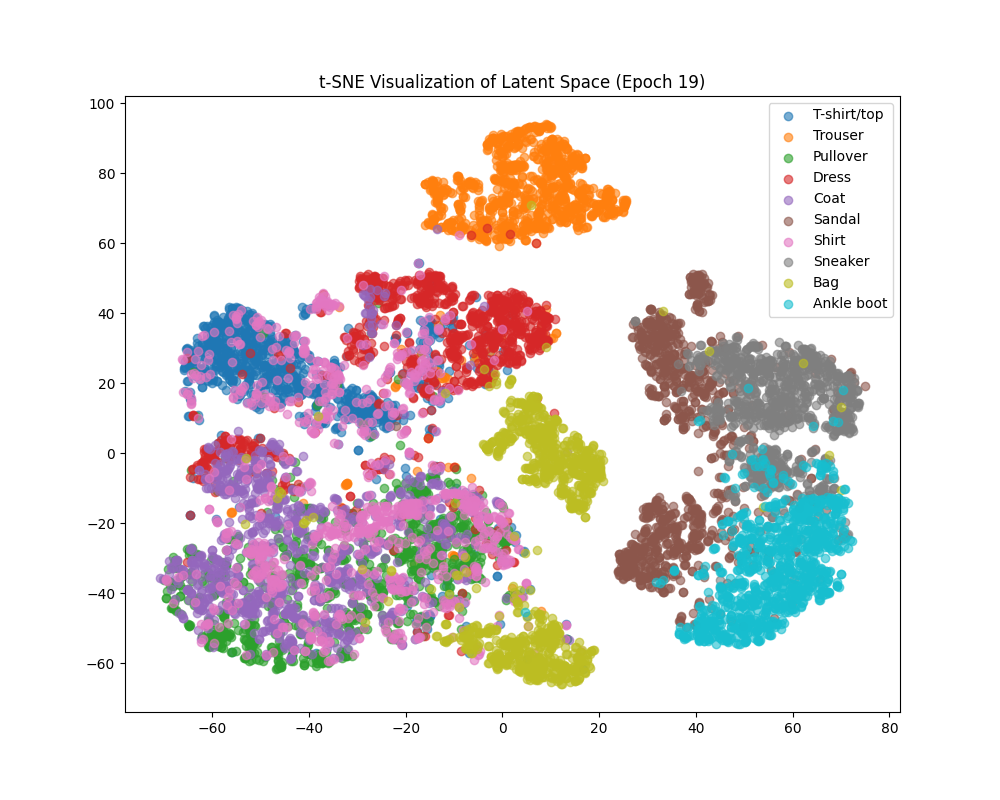 t-SNE Visualization of Latent Space (Epoch 19)
100
80
60
40
20
0
−20
−40
−60
−60
−40
−20
0
20
40
60
80
T-shirt/top
Trouser
Pullover
Dress
Coat
Sandal
Shirt
Sneaker
Bag
Ankle boot